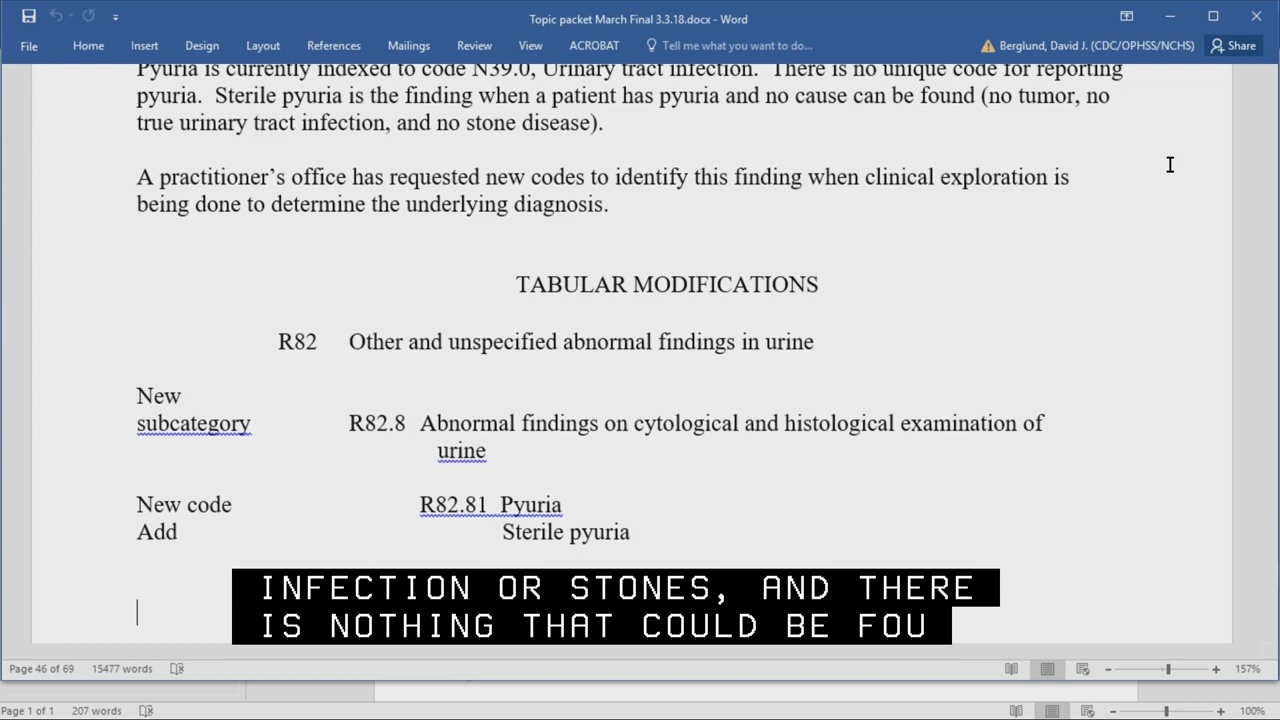 Topic packet March Final 3.3.18.docx - Word
File Home Insert Design Layout References Mailings Review View ACROBAT Tell me what you want to do... Berglund, David J. (CDC/OPHSS/NCHS) Share
Pyuria is currently indexed to code N39.0, Urinary tract infection. There is no unique code for reporting
pyuria. Sterile pyuria is the finding when a patient has pyuria and no cause can be found (no tumor, no
true urinary tract infection, and no stone disease).
A practitioner's office has requested new codes to identify this finding when clinical exploration is
being done to determine the underlying diagnosis.
TABULAR MODIFICATIONS
R82 Other and unspecified abnormal findings in urine
New
subcategory R82.8 Abnormal findings on cytological and histological examination of
urine
New code R82.81 Pyuria
Add Sterile pyuria
INFECTION OR STONES, AND THERE
IS NOTHING THAT COULD BE FOU
Page 46 of 69 15477 words 157%
Page 1 of 1 207 words 100%